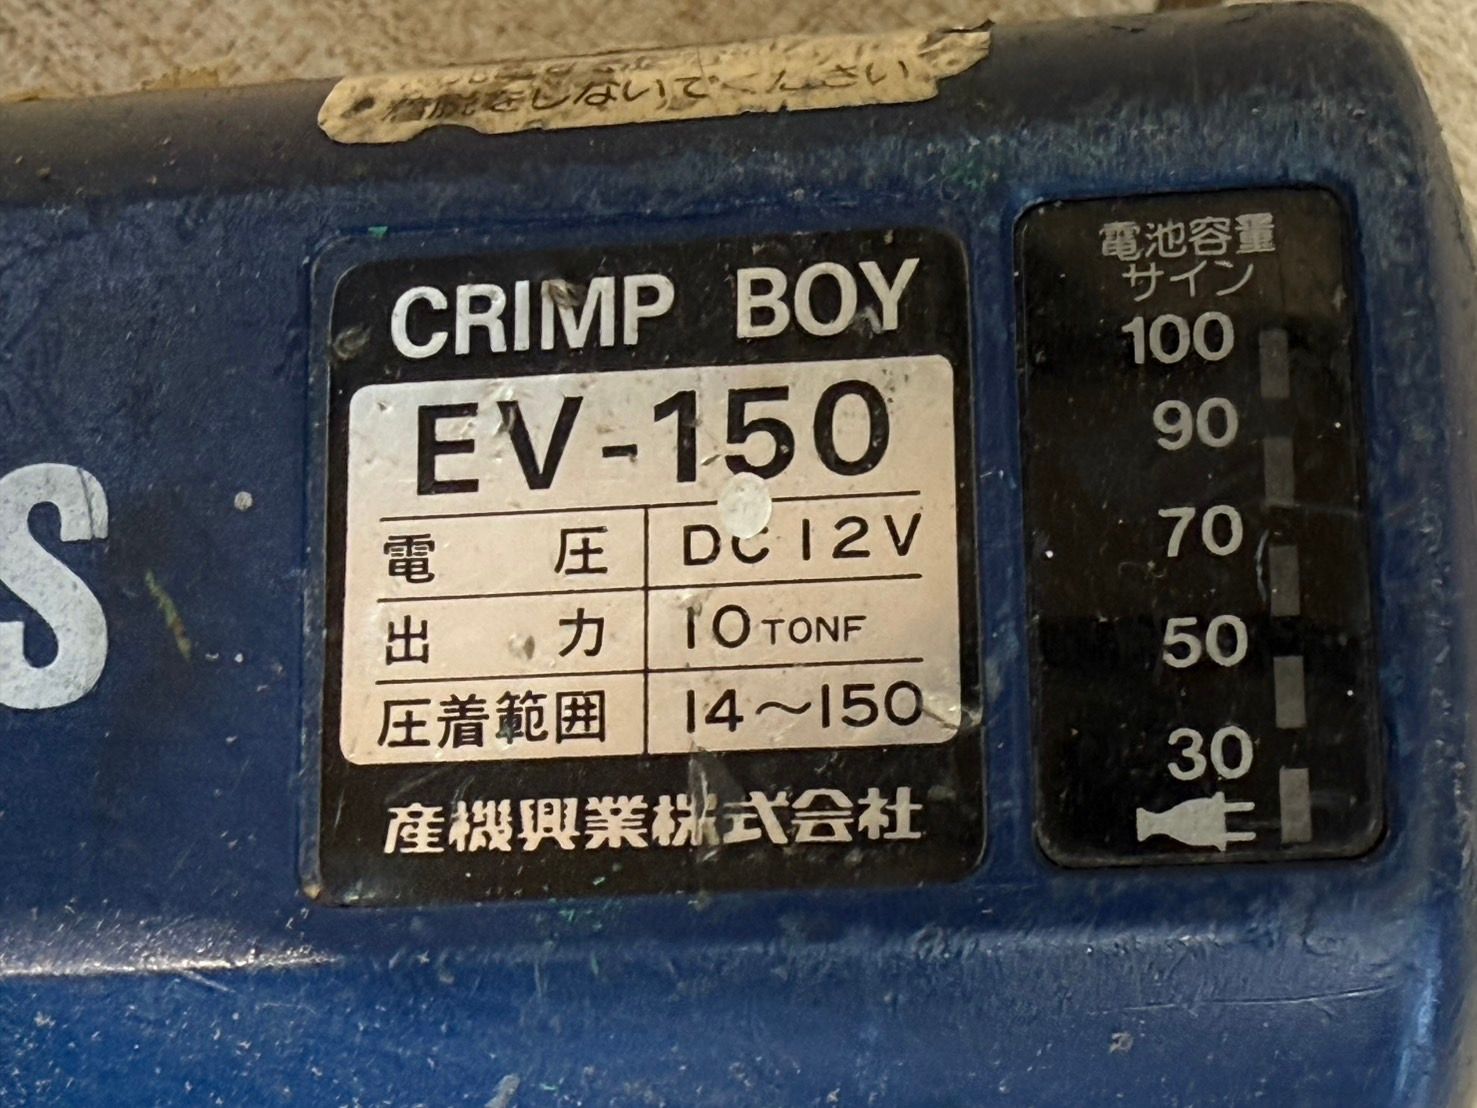 着脱をしないでください
S
CRIMP BOY
EV-150
電 圧 DC 12V
出 力 10 TONF
圧着範囲 14～150
産機興業株式会社
電池容量
サイン
100
90
70
50
30